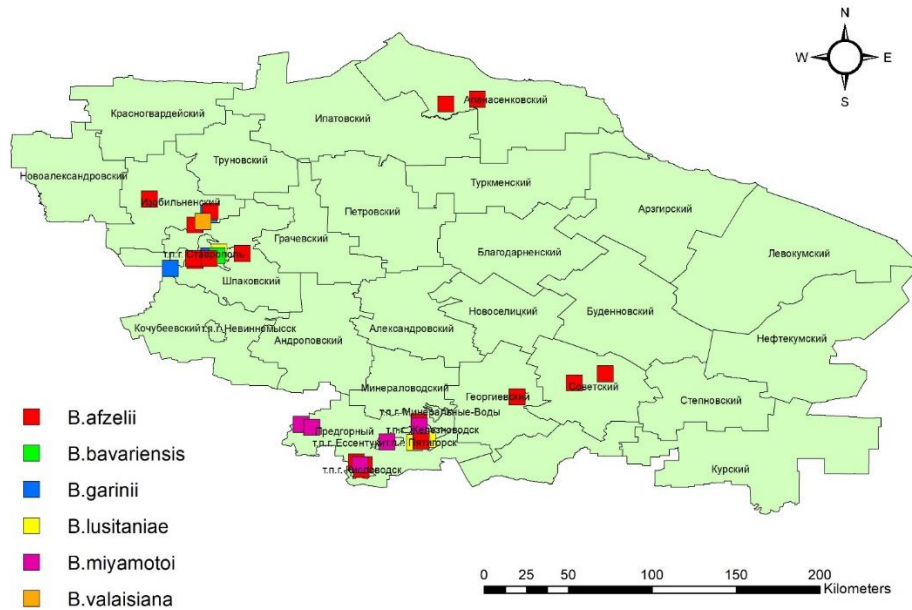 N
W E
S
Апанасенковский
Красногвардейский
Ипатовский
Труновский
Новоалександровский
Туркменский
Изобильненский
Петровский
Арзгирский
Грачевский
Благодарненский
Левокумский
т.п.г. Ставрополь
Шпаковский
Новоселицкий
Буденновский
Кочубеевский
т.п.г. Невинномысск
Александровский
Андроповский
Нефтекумский
Минераловодский
Советский
Георгиевский
Степновский
т.п.г. Минеральные-Воды
Предгорный
т.п.г. Железноводск
т.п.г. Ессентуки
т.п.г. Пятигорск
т.п.г. Кисловодск
Курский
B.afzelii
B.bavariensis
B.garinii
B.lusitaniae
B.miyamotoi
B.valaisiana
0 25 50 100 150 200
Kilometers